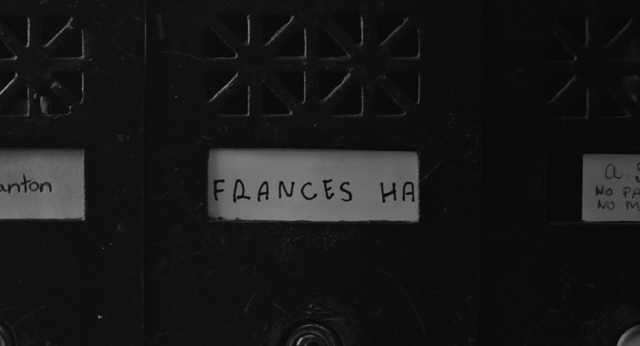 anton
FRANCES HA
a. S
NO PA
NO M